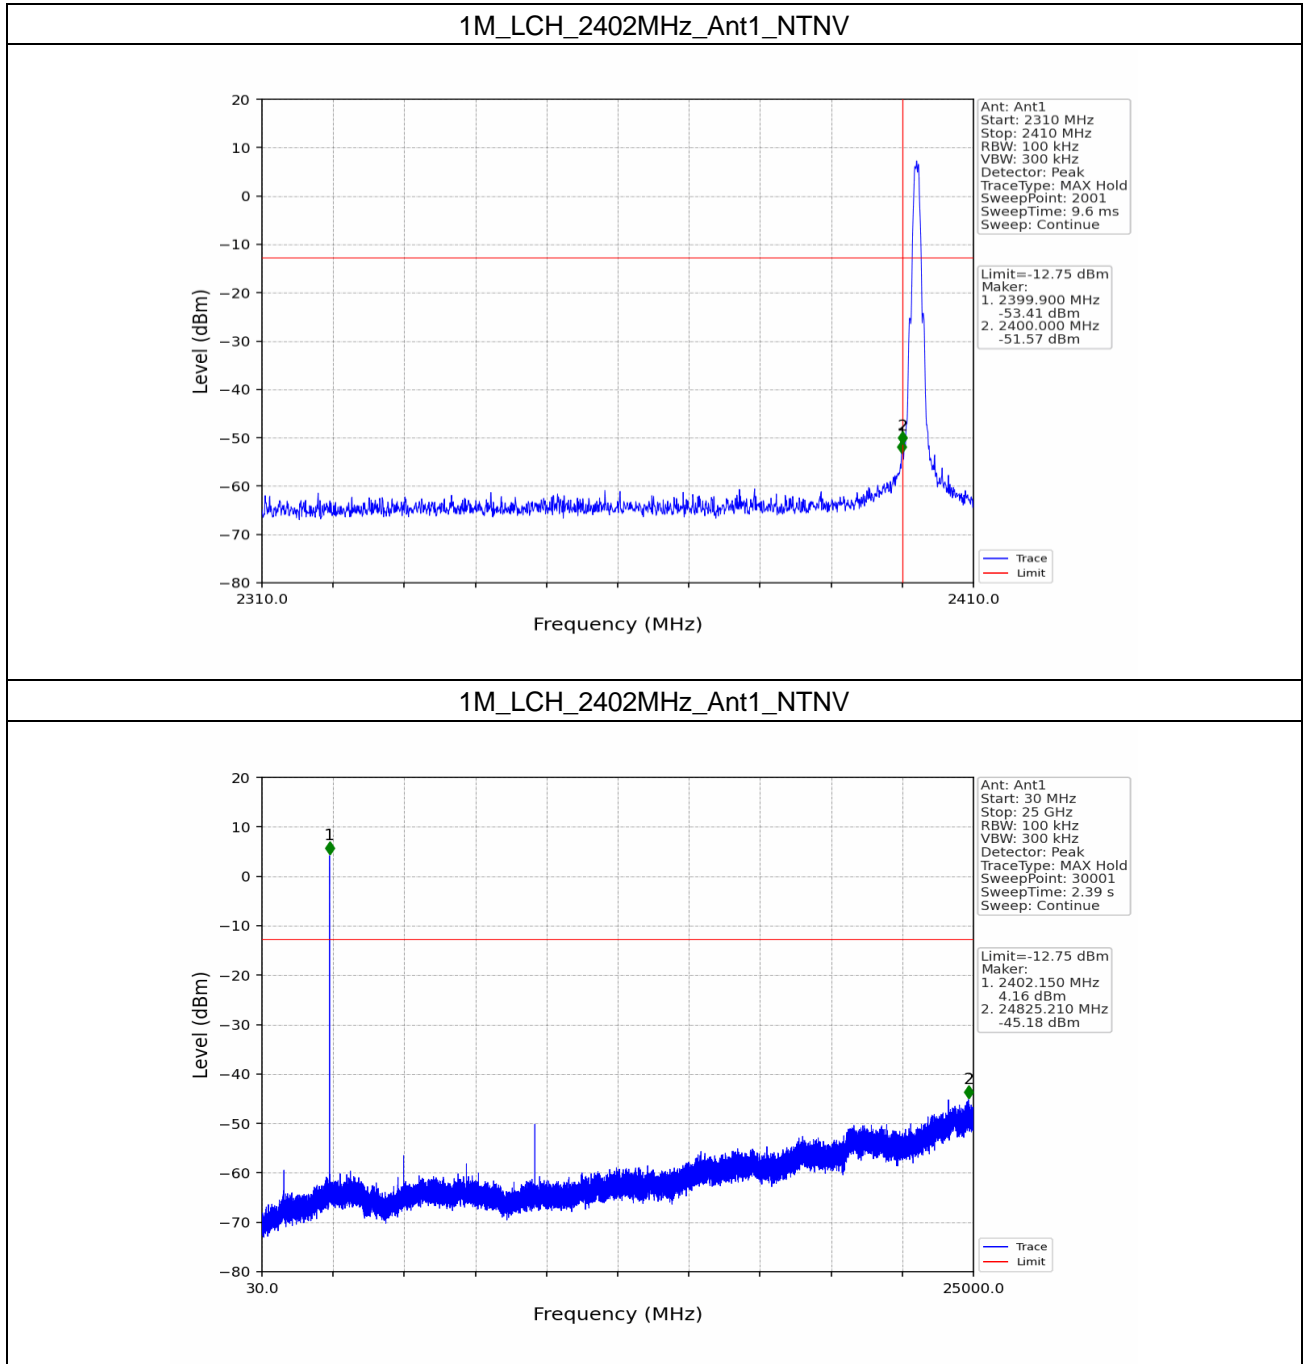 1M_LCH_2402MHz_Ant1_NTNV
20
10
0
−10
−20
−30
−40
−50
−60
−70
−80
Level (dBm)
2310.0
2410.0
Frequency (MHz)
2
Ant: Ant1
Start: 2310 MHz
Stop: 2410 MHz
RBW: 100 kHz
VBW: 300 kHz
Detector: Peak
TraceType: MAX Hold
SweepPoint: 2001
SweepTime: 9.6 ms
Sweep: Continue
Limit=-12.75 dBm
Maker:
1. 2399.900 MHz
-53.41 dBm
2. 2400.000 MHz
-51.57 dBm
Trace
Limit
1M_LCH_2402MHz_Ant1_NTNV
20
10
0
−10
−20
−30
−40
−50
−60
−70
−80
Level (dBm)
30.0
25000.0
Frequency (MHz)
1
2
Ant: Ant1
Start: 30 MHz
Stop: 25 GHz
RBW: 100 kHz
VBW: 300 kHz
Detector: Peak
TraceType: MAX Hold
SweepPoint: 30001
SweepTime: 2.39 s
Sweep: Continue
Limit=-12.75 dBm
Maker:
1. 2402.150 MHz
4.16 dBm
2. 24825.210 MHz
-45.18 dBm
Trace
Limit